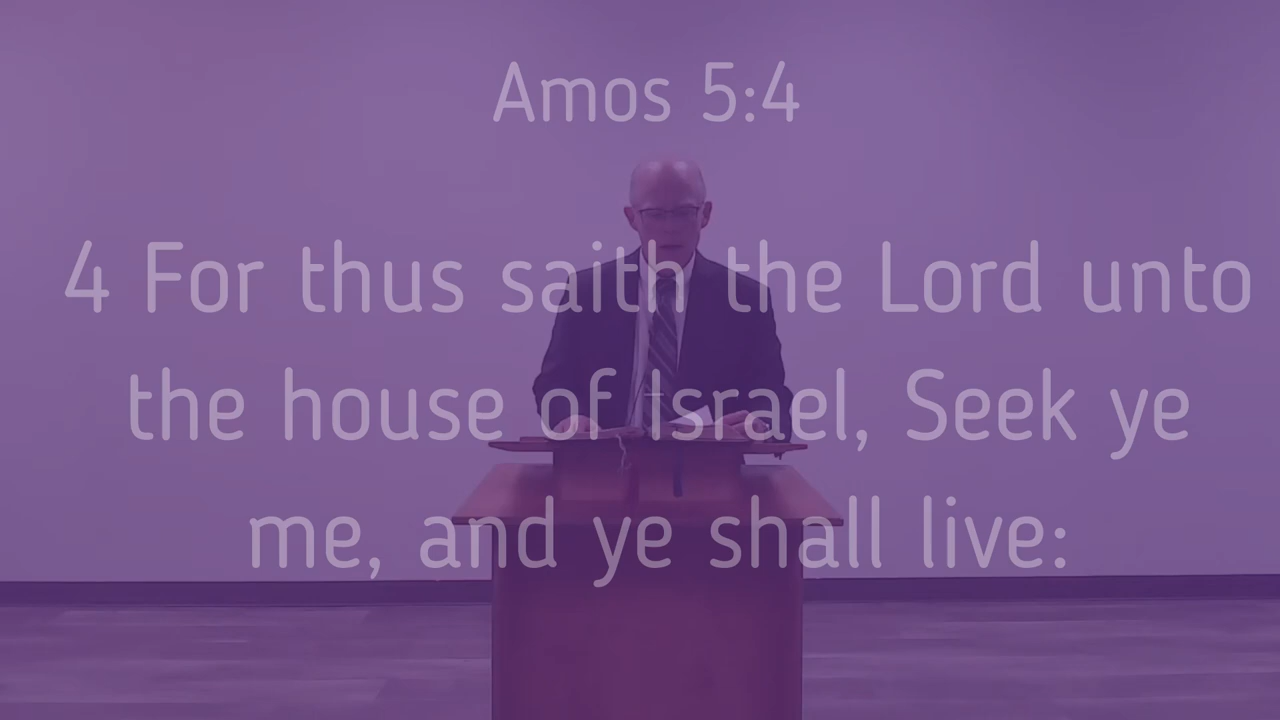 Amos 5:4
4 For thus saith the Lord unto
the house of Israel, Seek ye
me, and ye shall live: